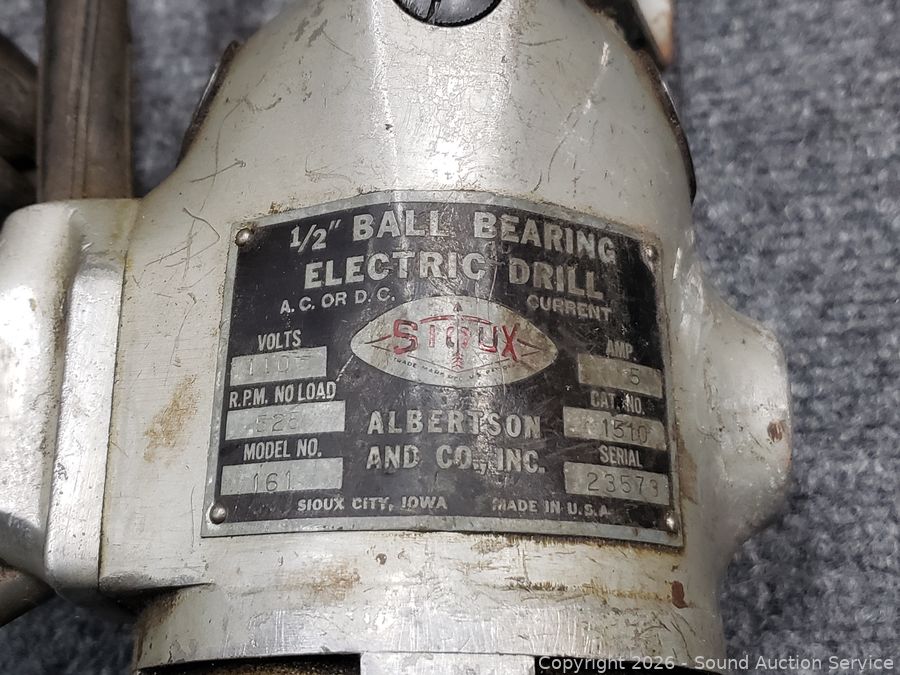 1/2" BALL BEARING
ELECTRIC DRILL
A.C. OR D.C. CURRENT
SIOUX
VOLTS
110
AMP.
5
R.P.M. NO LOAD
525
CAT. NO.
1510
ALBERTSON
AND CO., INC.
MODEL NO.
161
SERIAL
23573
SIOUX CITY, IOWA MADE IN U.S.A.
Copyright 2026 - Sound Auction Service